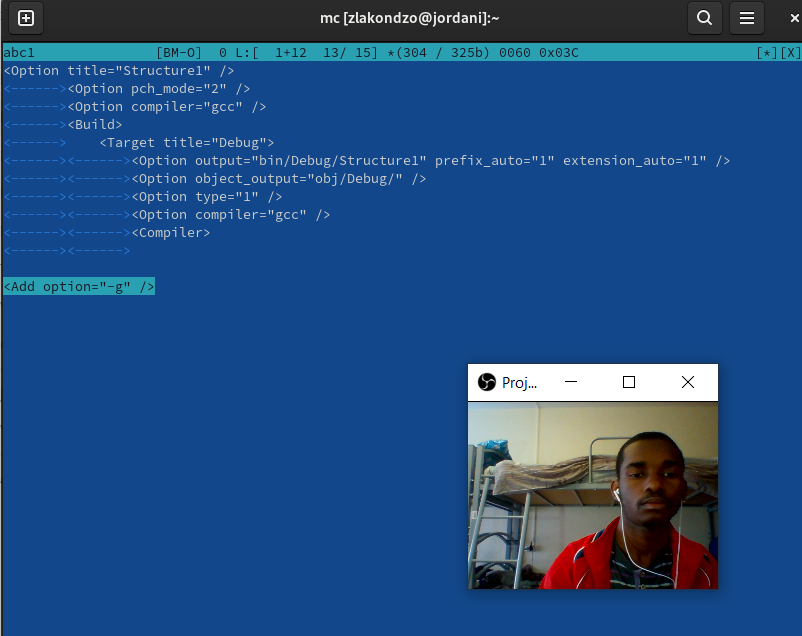 mc [zlakondzo@jordani]:~
abc1 [BM-O] 0 L:[ 1+12 13/ 15] *(304 / 325b) 0060 0x03C [*][X]
<Option title="Structure1" />
<------><Option pch_mode="2" />
<------><Option compiler="gcc" />
<------><Build>
<------>    <Target title="Debug">
<------><------><Option output="bin/Debug/Structure1" prefix_auto="1" extension_auto="1" />
<------><------><Option object_output="obj/Debug/" />
<------><------><Option type="1" />
<------><------><Option compiler="gcc" />
<------><------><Compiler>
<------><------>
<Add option="-g" />
Proj...